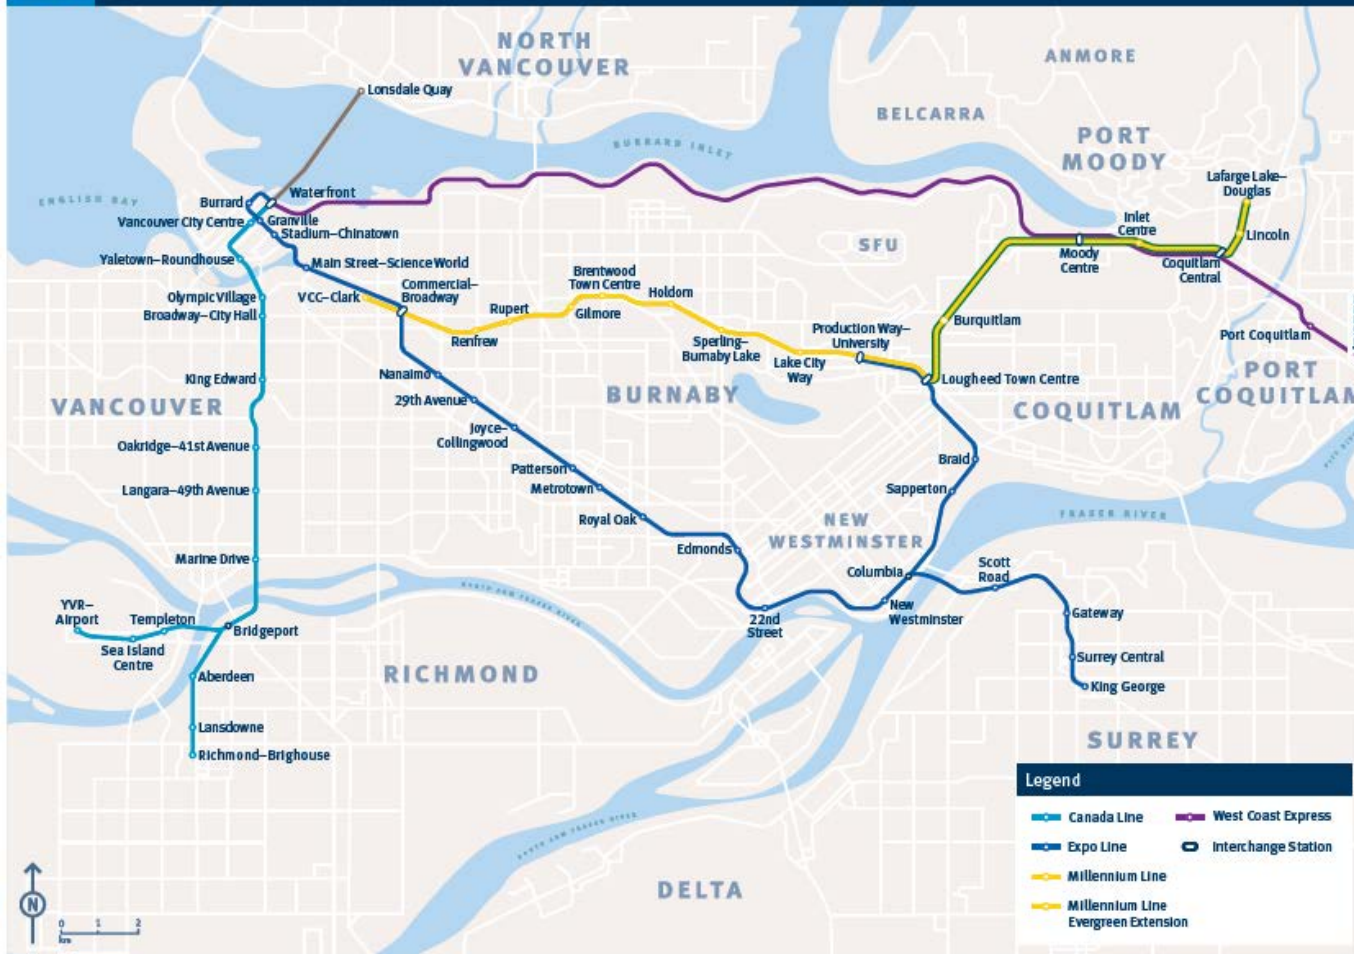 NORTH
VANCOUVER
ANMORE
BELCARRA
PORT
MOODY
Lonsdale Quay
BURRARD INLET
ENGLISH BAY
Burrard
Waterfront
Vancouver City Centre
Granville
Stadium–Chinatown
Yaletown–Roundhouse
Main Street–Science World
Olympic Village
Broadway–City Hall
VCC–Clark
Commercial–
Broadway
Renfrew
Rupert
Gilmore
Brentwood
Town Centre
Holdom
Sperling–
Burnaby Lake
Lake City
Way
Production Way–
University
SFU
Lafarge Lake–
Douglas
Lincoln
Inlet
Centre
Moody
Centre
Coquitlam
Central
Port Coquitlam
Burquitlam
Lougheed Town Centre
PORT
COQUITLAM
COQUITLAM
BURNABY
VANCOUVER
King Edward
Nanaimo
29th Avenue
Joyce–
Collingwood
Patterson
Metrotown
Royal Oak
Edmonds
Oakridge–41st Avenue
Langara–49th Avenue
Marine Drive
Braid
Sapperton
NEW
WESTMINSTER
FRASER RIVER
Columbia
Scott
Road
New
Westminster
22nd
Street
Gateway
Surrey Central
King George
YVR–
Airport
Templeton
Sea Island
Centre
Bridgeport
Aberdeen
Lansdowne
Richmond–Brighouse
RICHMOND
SURREY
DELTA
Legend
Canada Line
West Coast Express
Expo Line
Interchange Station
Millennium Line
Millennium Line
Evergreen Extension
N
0 1 2
km